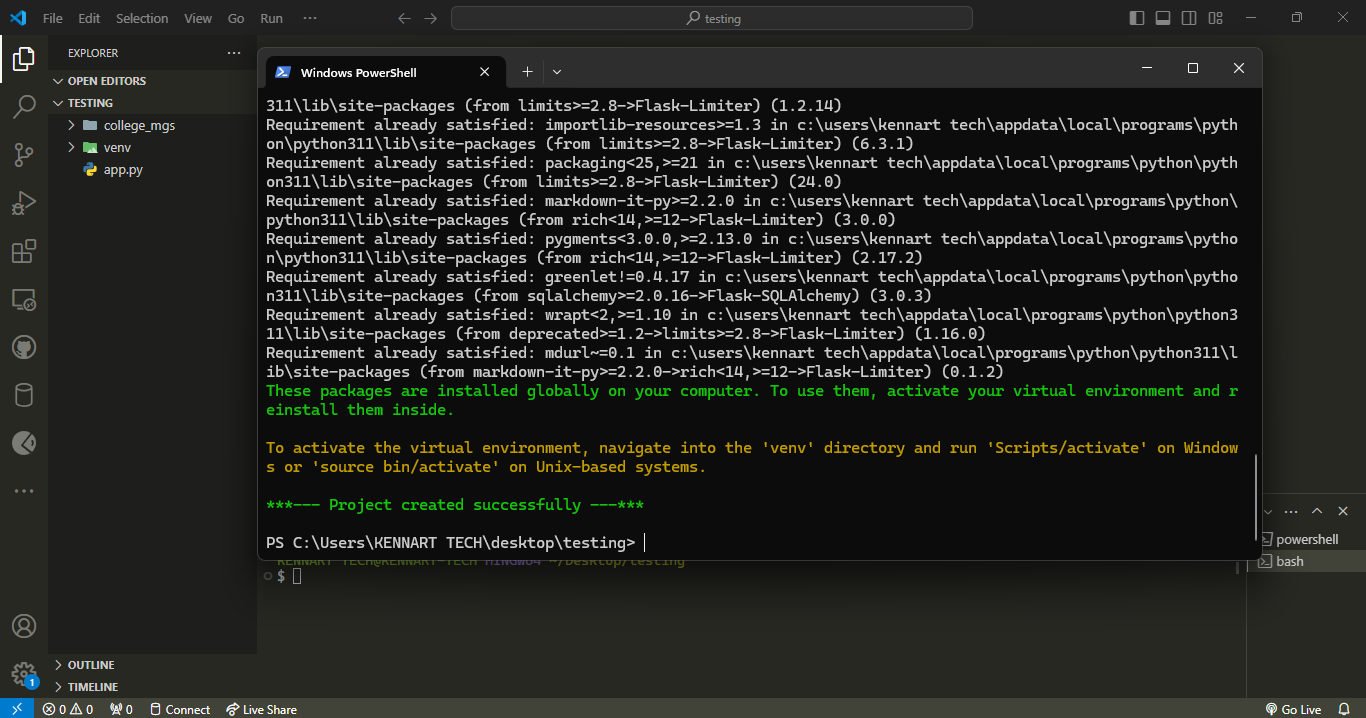 File Edit Selection View Go Run ···
testing
EXPLORER
OPEN EDITORS
TESTING
college_mgs
venv
app.py
OUTLINE
TIMELINE
Windows PowerShell
311\lib\site-packages (from limits>=2.8->Flask-Limiter) (1.2.14)
Requirement already satisfied: importlib-resources>=1.3 in c:\users\kennart tech\appdata\local\programs\pyth
on\python311\lib\site-packages (from limits>=2.8->Flask-Limiter) (6.3.1)
Requirement already satisfied: packaging<25,>=21 in c:\users\kennart tech\appdata\local\programs\python\pyth
on311\lib\site-packages (from limits>=2.8->Flask-Limiter) (24.0)
Requirement already satisfied: markdown-it-py>=2.2.0 in c:\users\kennart tech\appdata\local\programs\python\
python311\lib\site-packages (from rich<14,>=12->Flask-Limiter) (3.0.0)
Requirement already satisfied: pygments<3.0.0,>=2.13.0 in c:\users\kennart tech\appdata\local\programs\pytho
n\python311\lib\site-packages (from rich<14,>=12->Flask-Limiter) (2.17.2)
Requirement already satisfied: greenlet!=0.4.17 in c:\users\kennart tech\appdata\local\programs\python\pytho
n311\lib\site-packages (from sqlalchemy>=2.0.16->Flask-SQLAlchemy) (3.0.3)
Requirement already satisfied: wrapt<2,>=1.10 in c:\users\kennart tech\appdata\local\programs\python\python3
11\lib\site-packages (from deprecated>=1.2->limits>=2.8->Flask-Limiter) (1.16.0)
Requirement already satisfied: mdurl~=0.1 in c:\users\kennart tech\appdata\local\programs\python\python311\l
ib\site-packages (from markdown-it-py>=2.2.0->rich<14,>=12->Flask-Limiter) (0.1.2)
These packages are installed globally on your computer. To use them, activate your virtual environment and r
einstall them inside.
To activate the virtual environment, navigate into the 'venv' directory and run 'Scripts/activate' on Window
s or 'source bin/activate' on Unix-based systems.
***--- Project created successfully ---***
PS C:\Users\KENNART TECH\desktop\testing>
KENNART TECH@KENNART-TECH MINGW64 ~/Desktop/testing
$
powershell
bash
1
0 0 0 Connect Live Share
Go Live